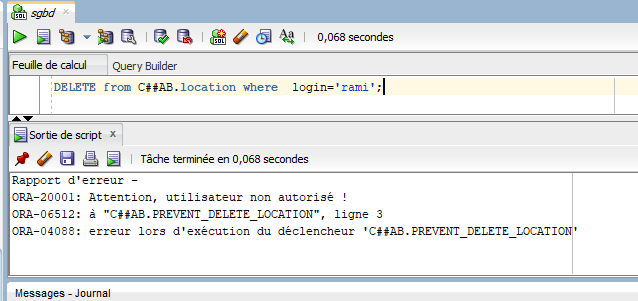 sgbd
SQL
0,068 secondes
Feuille de calcul
Query Builder
DELETE from C##AB.location where  login='rami';
Sortie de script
Tâche terminée en 0,068 secondes
Rapport d'erreur -
ORA-20001: Attention, utilisateur non autorisé !
ORA-06512: à "C##AB.PREVENT_DELETE_LOCATION", ligne 3
ORA-04088: erreur lors d'exécution du déclencheur 'C##AB.PREVENT_DELETE_LOCATION'
Messages - Journal